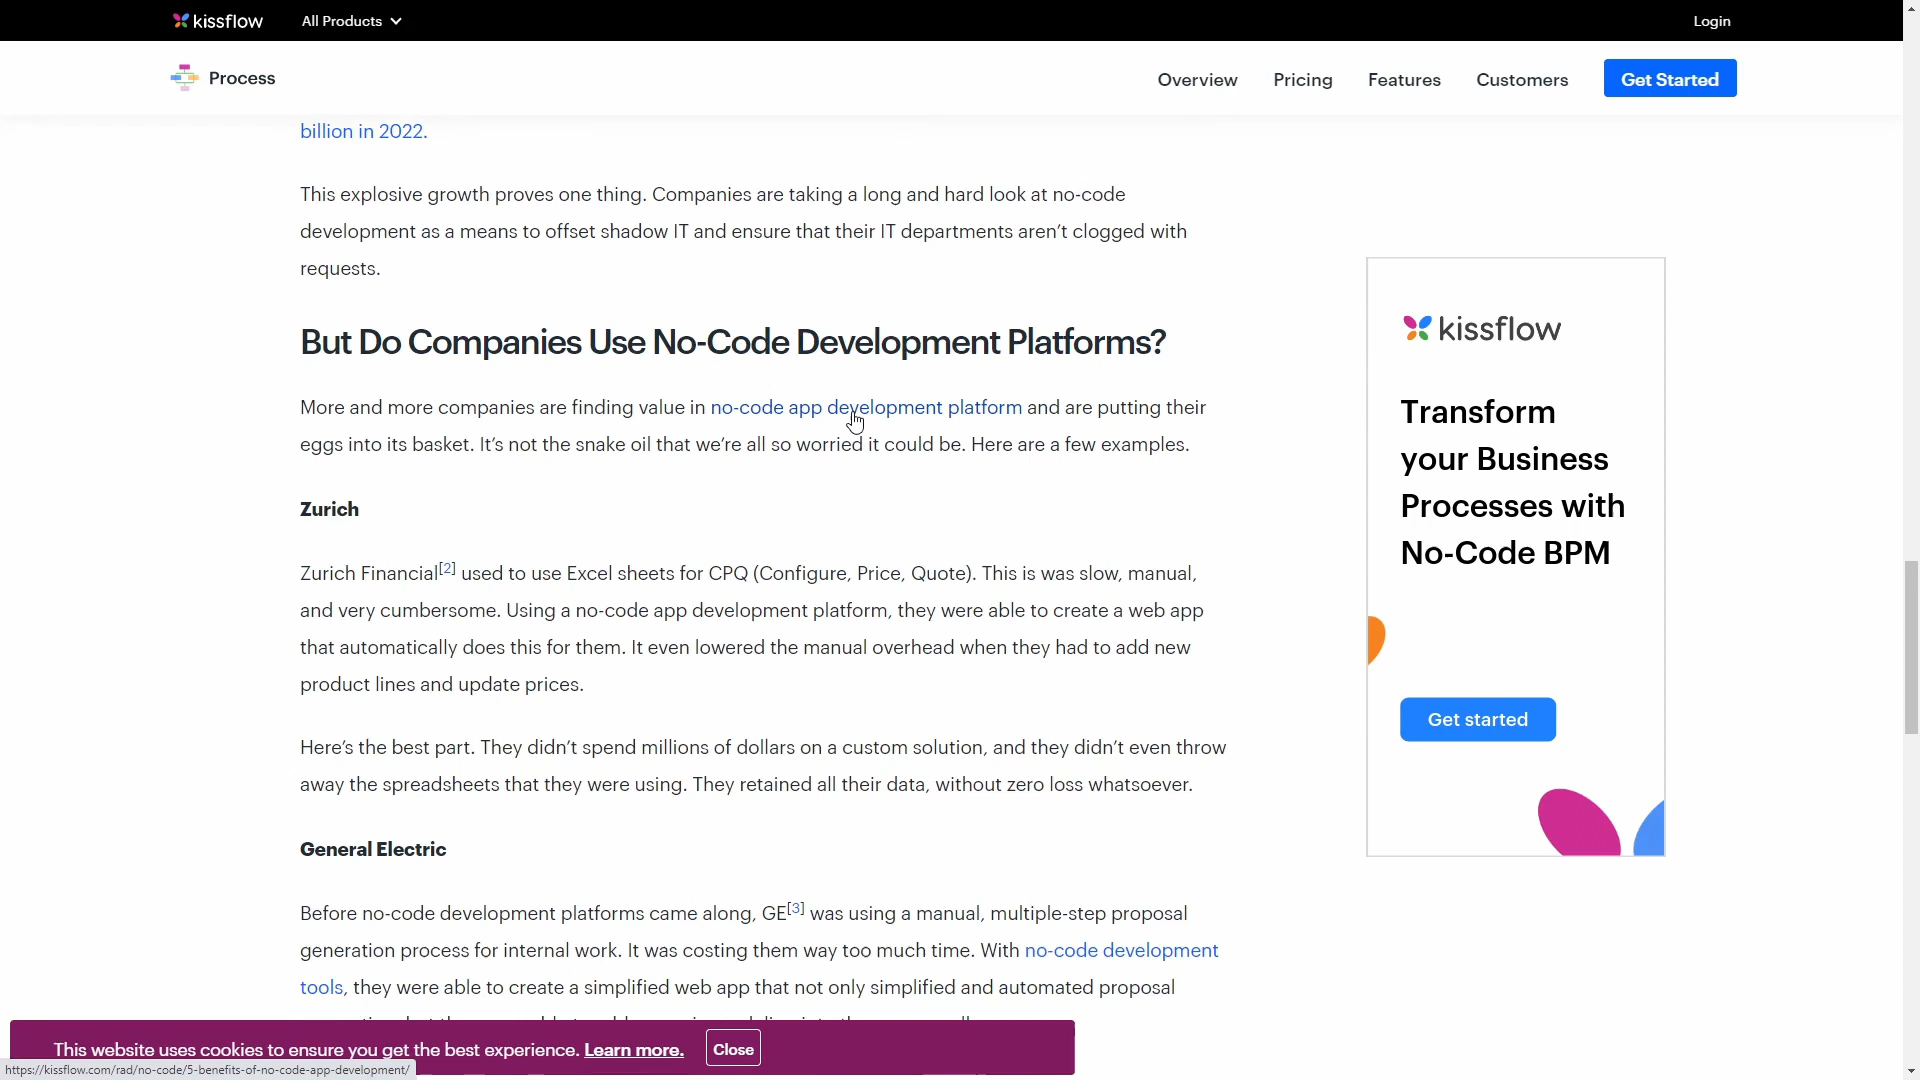 kissflow All Products Login
Process Overview Pricing Features Customers Get Started
billion in 2022.
This explosive growth proves one thing. Companies are taking a long and hard look at no-code
development as a means to offset shadow IT and ensure that their IT departments aren’t clogged with
requests.
But Do Companies Use No-Code Development Platforms?
More and more companies are finding value in no-code app development platform and are putting their
eggs into its basket. It’s not the snake oil that we’re all so worried it could be. Here are a few examples.
Zurich
Zurich Financial[2] used to use Excel sheets for CPQ (Configure, Price, Quote). This is was slow, manual,
and very cumbersome. Using a no-code app development platform, they were able to create a web app
that automatically does this for them. It even lowered the manual overhead when they had to add new
product lines and update prices.
Here’s the best part. They didn’t spend millions of dollars on a custom solution, and they didn’t even throw
away the spreadsheets that they were using. They retained all their data, without zero loss whatsoever.
General Electric
Before no-code development platforms came along, GE[3] was using a manual, multiple-step proposal
generation process for internal work. It was costing them way too much time. With no-code development
tools, they were able to create a simplified web app that not only simplified and automated proposal
kissflow
Transform
your Business
Processes with
No-Code BPM
Get started
This website uses cookies to ensure you get the best experience. Learn more. Close
https://kissflow.com/rad/no-code/5-benefits-of-no-code-app-development/